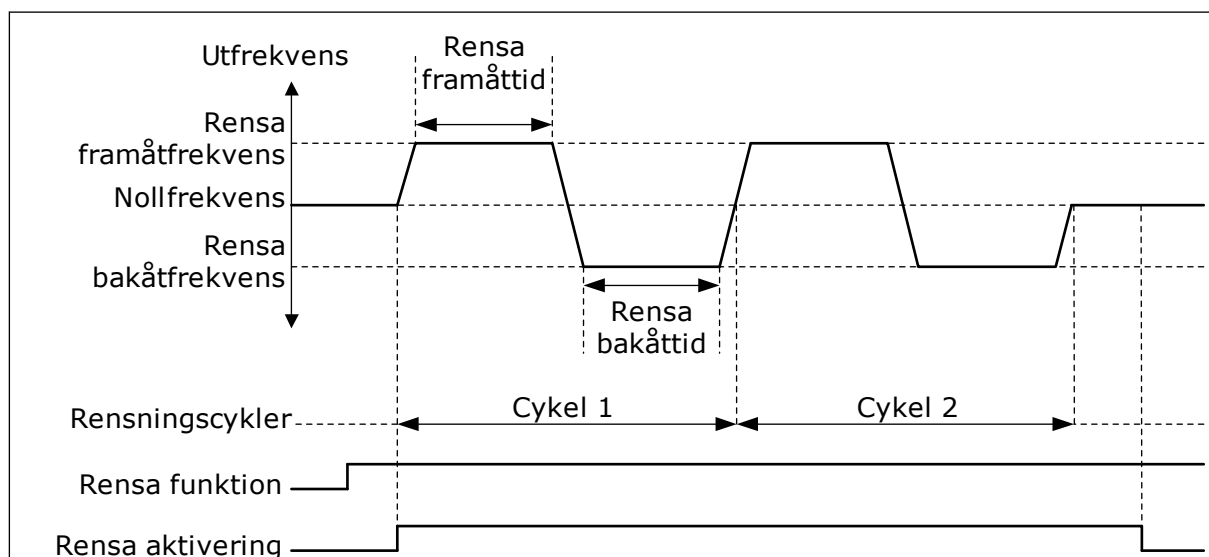 Utfrekvens
Rensa
framåttid
Rensa
framåtfrekvens
Nollfrekvens
Rensa
bakåtfrekvens
Rensa
bakåttid
Rensningscykler
Cykel 1
Cykel 2
Rensa funktion
Rensa aktivering